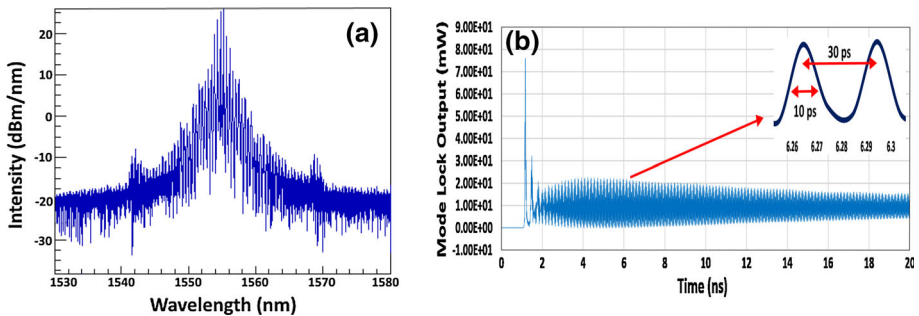 (a)
Intensity (dBm/nm)
20
10
0
-10
-20
-30
1530 1540 1550 1560 1570 1580
Wavelength (nm)
(b)
Mode Lock Output (mW)
9.00E+01
8.00E+01
7.00E+01
6.00E+01
5.00E+01
4.00E+01
3.00E+01
2.00E+01
1.00E+01
0.00E+00
-1.00E+01
30 ps
10 ps
6.26 6.27 6.28 6.29 6.3
0 2 4 6 8 10 12 14 16 18 20
Time (ns)